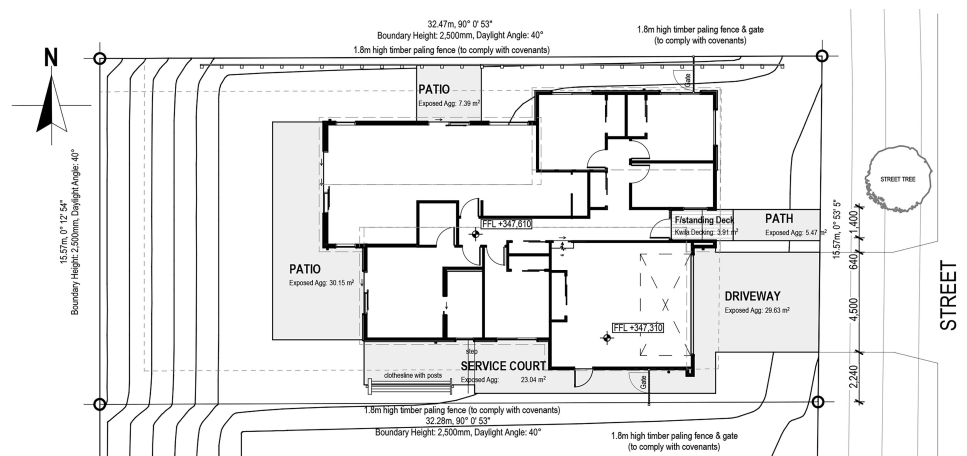 32.47m, 90° 0' 53"
Boundary Height: 2,500mm, Daylight Angle: 40°
1.8m high timber paling fence (to comply with covenants)
1.8m high timber paling fence & gate
(to comply with covenants)
N
Gate
PATIO
Exposed Agg: 7.39 m²
STREET TREE
15.57m, 0° 12' 54"
Boundary Height: 2,500mm, Daylight Angle: 40°
FFL +347,610
F/standing Deck
Kwila Decking: 3.91 m²
PATH
Exposed Agg: 5.47 m²
15.57m, 0° 53' 5"
1,400
640
4,500
2,240
STREET
PATIO
Exposed Agg: 30.15 m²
DRIVEWAY
Exposed Agg: 29.63 m²
FFL +347,310
step
SERVICE COURT
Exposed Agg: 23.04 m²
clothesline with posts
Gate
1.8m high timber paling fence (to comply with covenants)
32.28m, 90° 0' 53"
Boundary Height: 2,500mm, Daylight Angle: 40°
1.8m high timber paling fence & gate
(to comply with covenants)